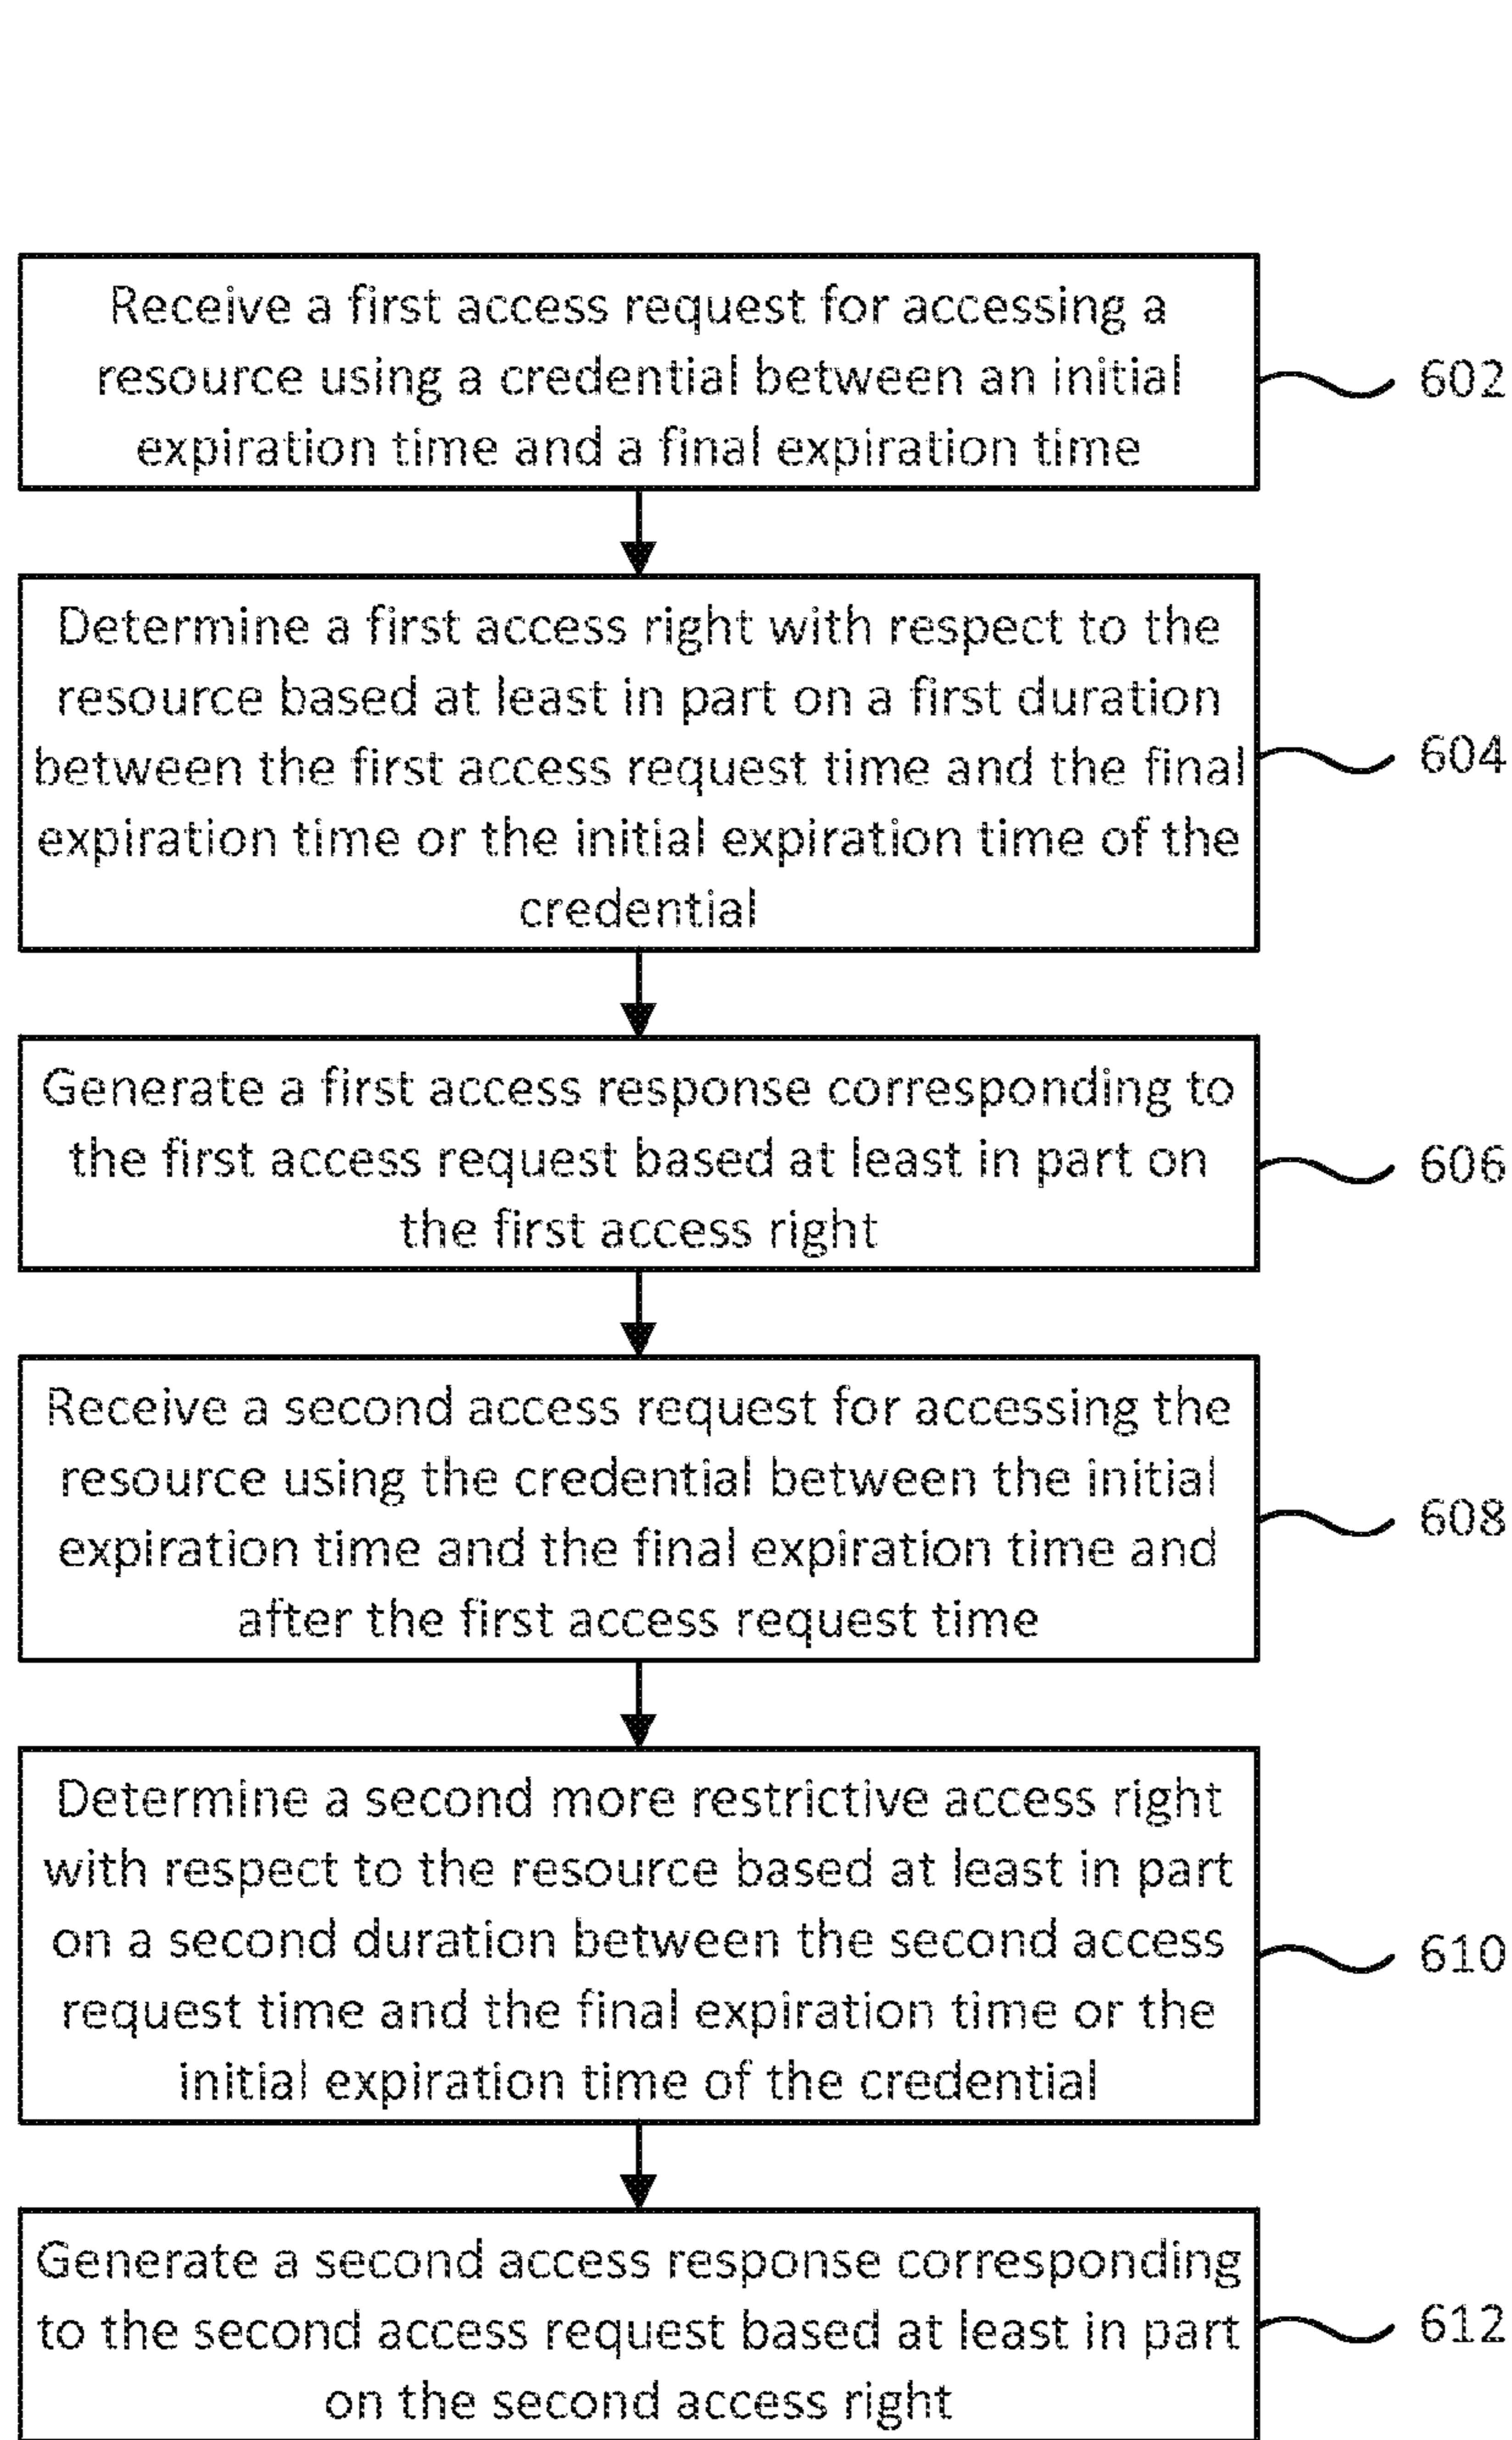 Receive a first access request for accessing a
resource using a credential between an initial
expiration time and a final expiration time
602
Determine a first access right with respect to the
resource based at least in part on a first duration
between the first access request time and the final
expiration time or the initial expiration time of the
credential
604
Generate a first access response corresponding to
the first access request based at least in part on
the first access right
606
Receive a second access request for accessing the
resource using the credential between the initial
expiration time and the final expiration time and
after the first access request time
608
Determine a second more restrictive access right
with respect to the resource based at least in part
on a second duration between the second access
request time and the final expiration time or the
initial expiration time of the credential
610
Generate a second access response corresponding
to the second access request based at least in part
on the second access right
612